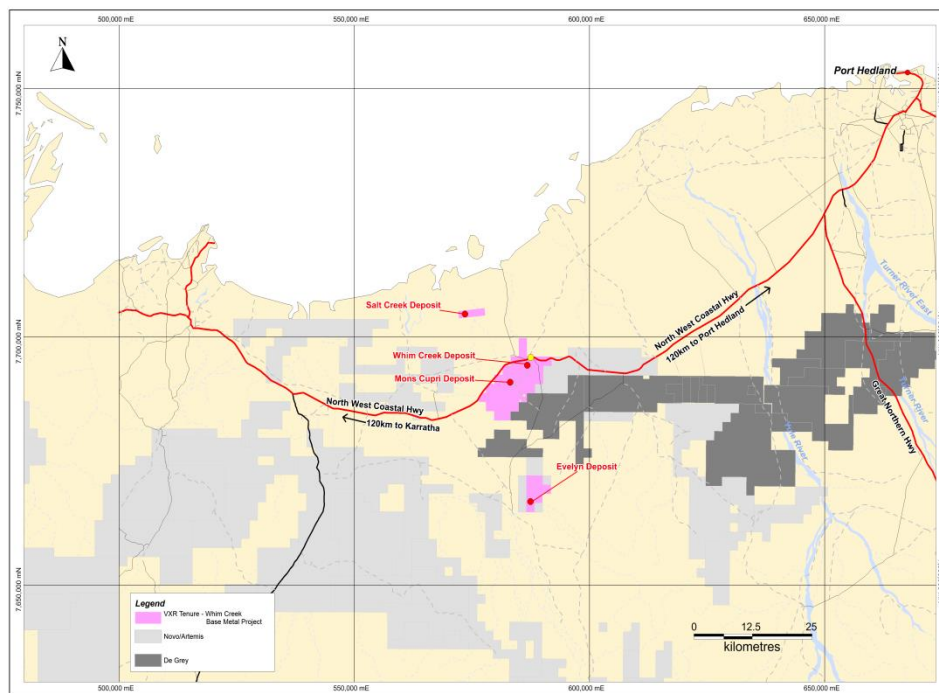 500,000 mE
550,000 mE
600,000 mE
650,000 mE
N
Port Hedland
7,750,000 mN
Turner River East
Salt Creek Deposit
North West Coastal Hwy
120km to Port Hedland
7,700,000 mN
Whim Creek Deposit
Mons Cupri Deposit
North West Coastal Hwy
120km to Karratha
Great Northern Hwy
Turner River
Yule River
Evelyn Deposit
7,650,000 mN
Legend
VXR Tenure - Whim Creek
Base Metal Project
Novo/Artemis
De Grey
0 12.5 25
kilometres
500,000 mE
550,000 mE
600,000 mE
650,000 mE